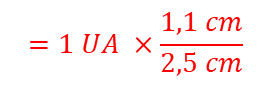 = 1 UA × 1,1 cm / 2,5 cm